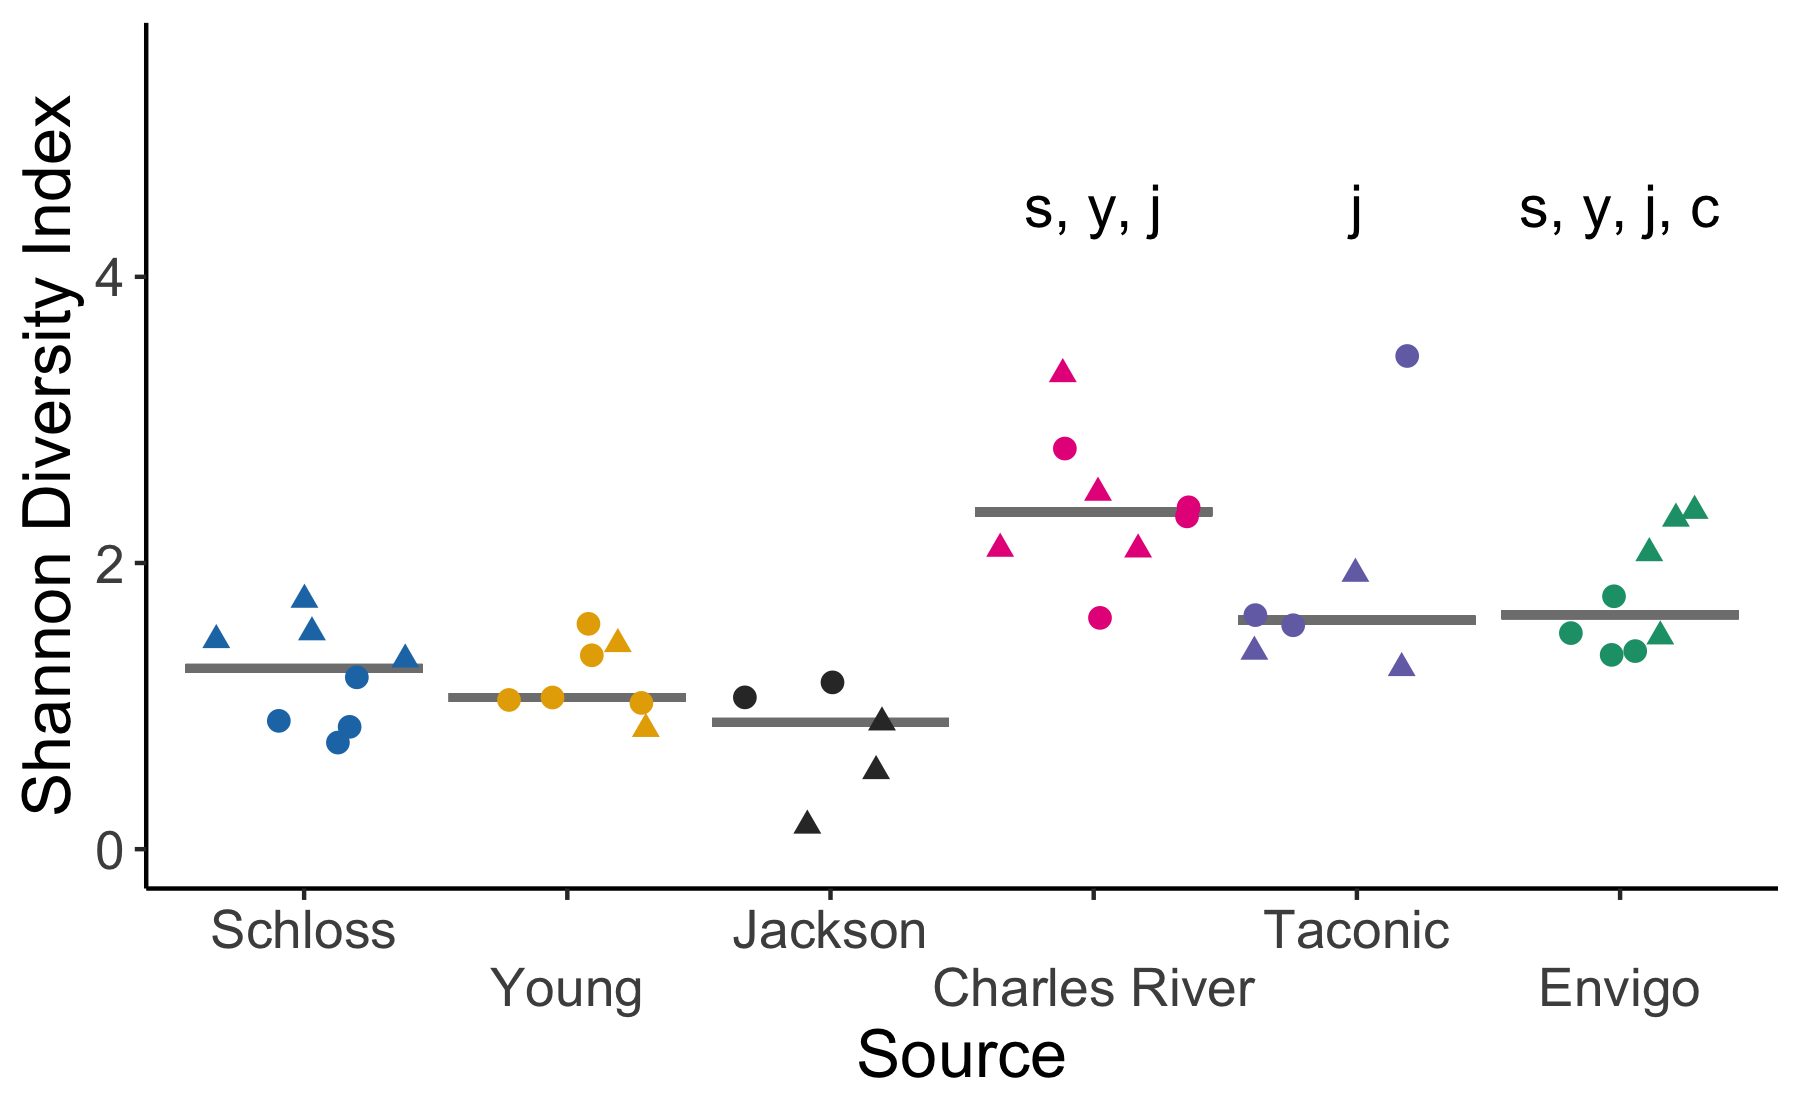 Shannon Diversity Index
s, y, j
j
s, y, j, c
4
2
0
Schloss
Young
Jackson
Charles River
Taconic
Envigo
Source